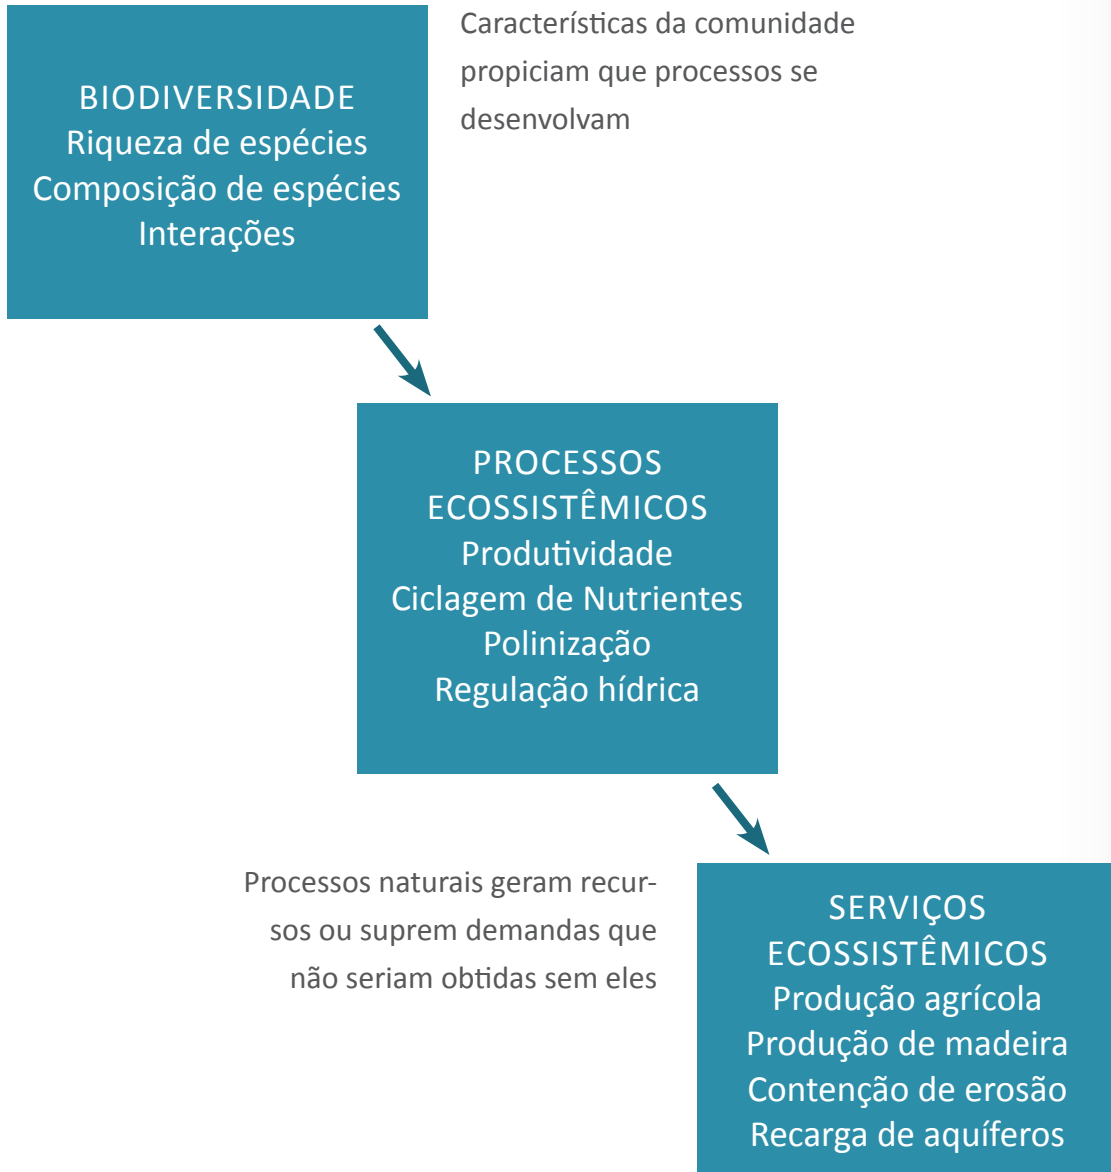 Características da comunidade
propiciam que processos se
desenvolvam
BIODIVERSIDADE
Riqueza de espécies
Composição de espécies
Interações
PROCESSOS
ECOSSISTÊMICOS
Produtividade
Ciclagem de Nutrientes
Polinização
Regulação hídrica
Processos naturais geram recur-
sos ou suprem demandas que
não seriam obtidas sem eles
SERVIÇOS
ECOSSISTÊMICOS
Produção agrícola
Produção de madeira
Contenção de erosão
Recarga de aquíferos